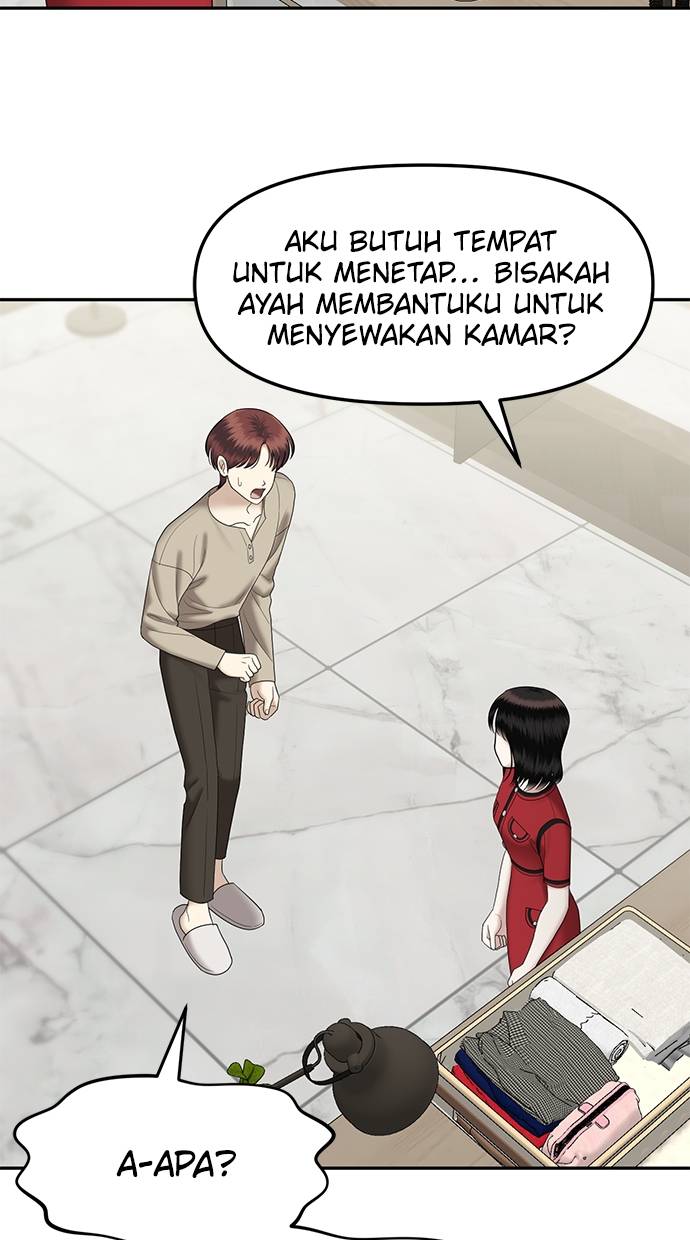 AKU BUTUH TEMPAT
UNTUK MENETAP... BISAKAH
AYAH MEMBANTUKU UNTUK
MENYEWAKAN KAMAR?
A-APA?